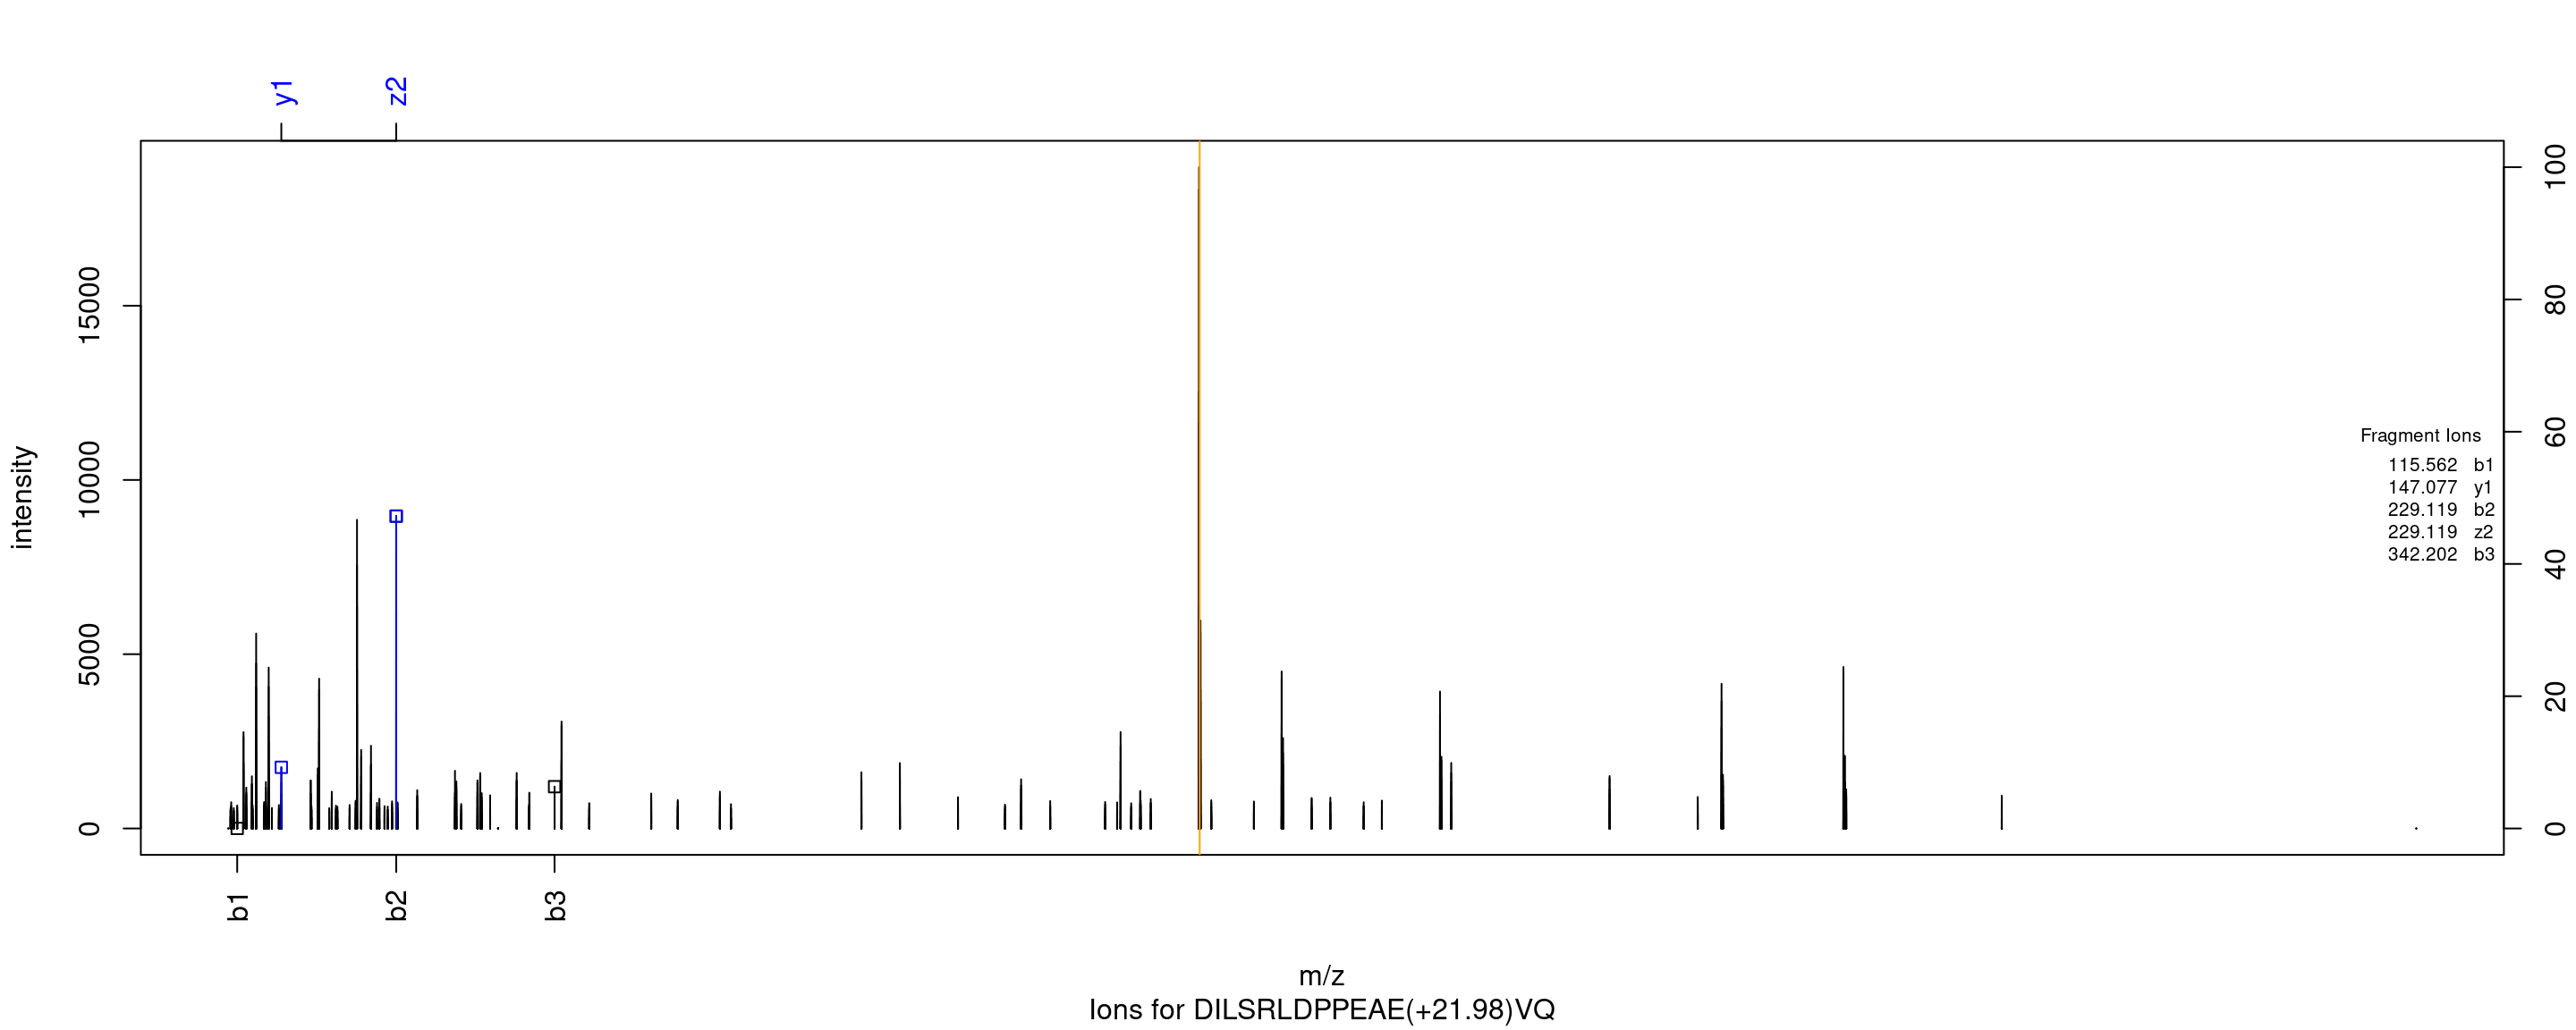 y1 z2
intensity
0 5000 10000 15000
0 20 40 60 80 100
Fragment Ions
115.562 b1
147.077 y1
229.119 b2
229.119 z2
342.202 b3
b1 b2 b3
m/z
Ions for DILSRLDPPEAE(+21.98)VQ